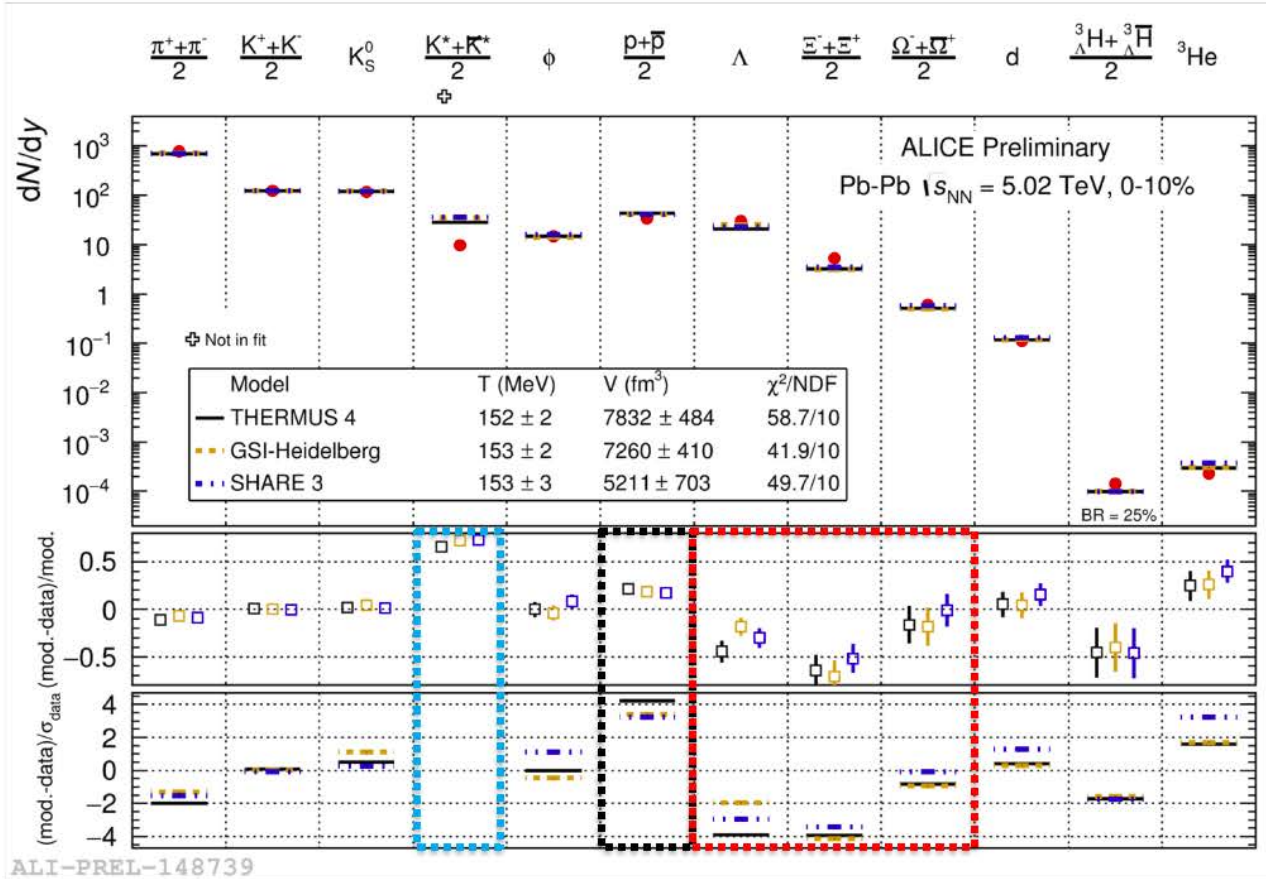 π⁺+π⁻ K⁺+K⁻ K*+K̅* p+p̅ Ξ⁻+Ξ̅⁺ Ω⁻+Ω̅⁺ ³ΛH+³ΛH̅
2 2 K⁰S 2 ϕ 2 Λ 2 2 d 2 ³He
dN/dy
10³
10²
10
1
10⁻¹
10⁻²
10⁻³
10⁻⁴
ALICE Preliminary
Pb-Pb √sNN = 5.02 TeV, 0-10%
Not in fit
Model T (MeV) V (fm³) χ²/NDF
THERMUS 4 152 ± 2 7832 ± 484 58.7/10
GSI-Heidelberg 153 ± 2 7260 ± 410 41.9/10
SHARE 3 153 ± 3 5211 ± 703 49.7/10
BR = 25%
(mod.-data)/mod.
0.5
0
−0.5
(mod.-data)/σdata
4
2
0
−2
−4
ALI-PREL-148739